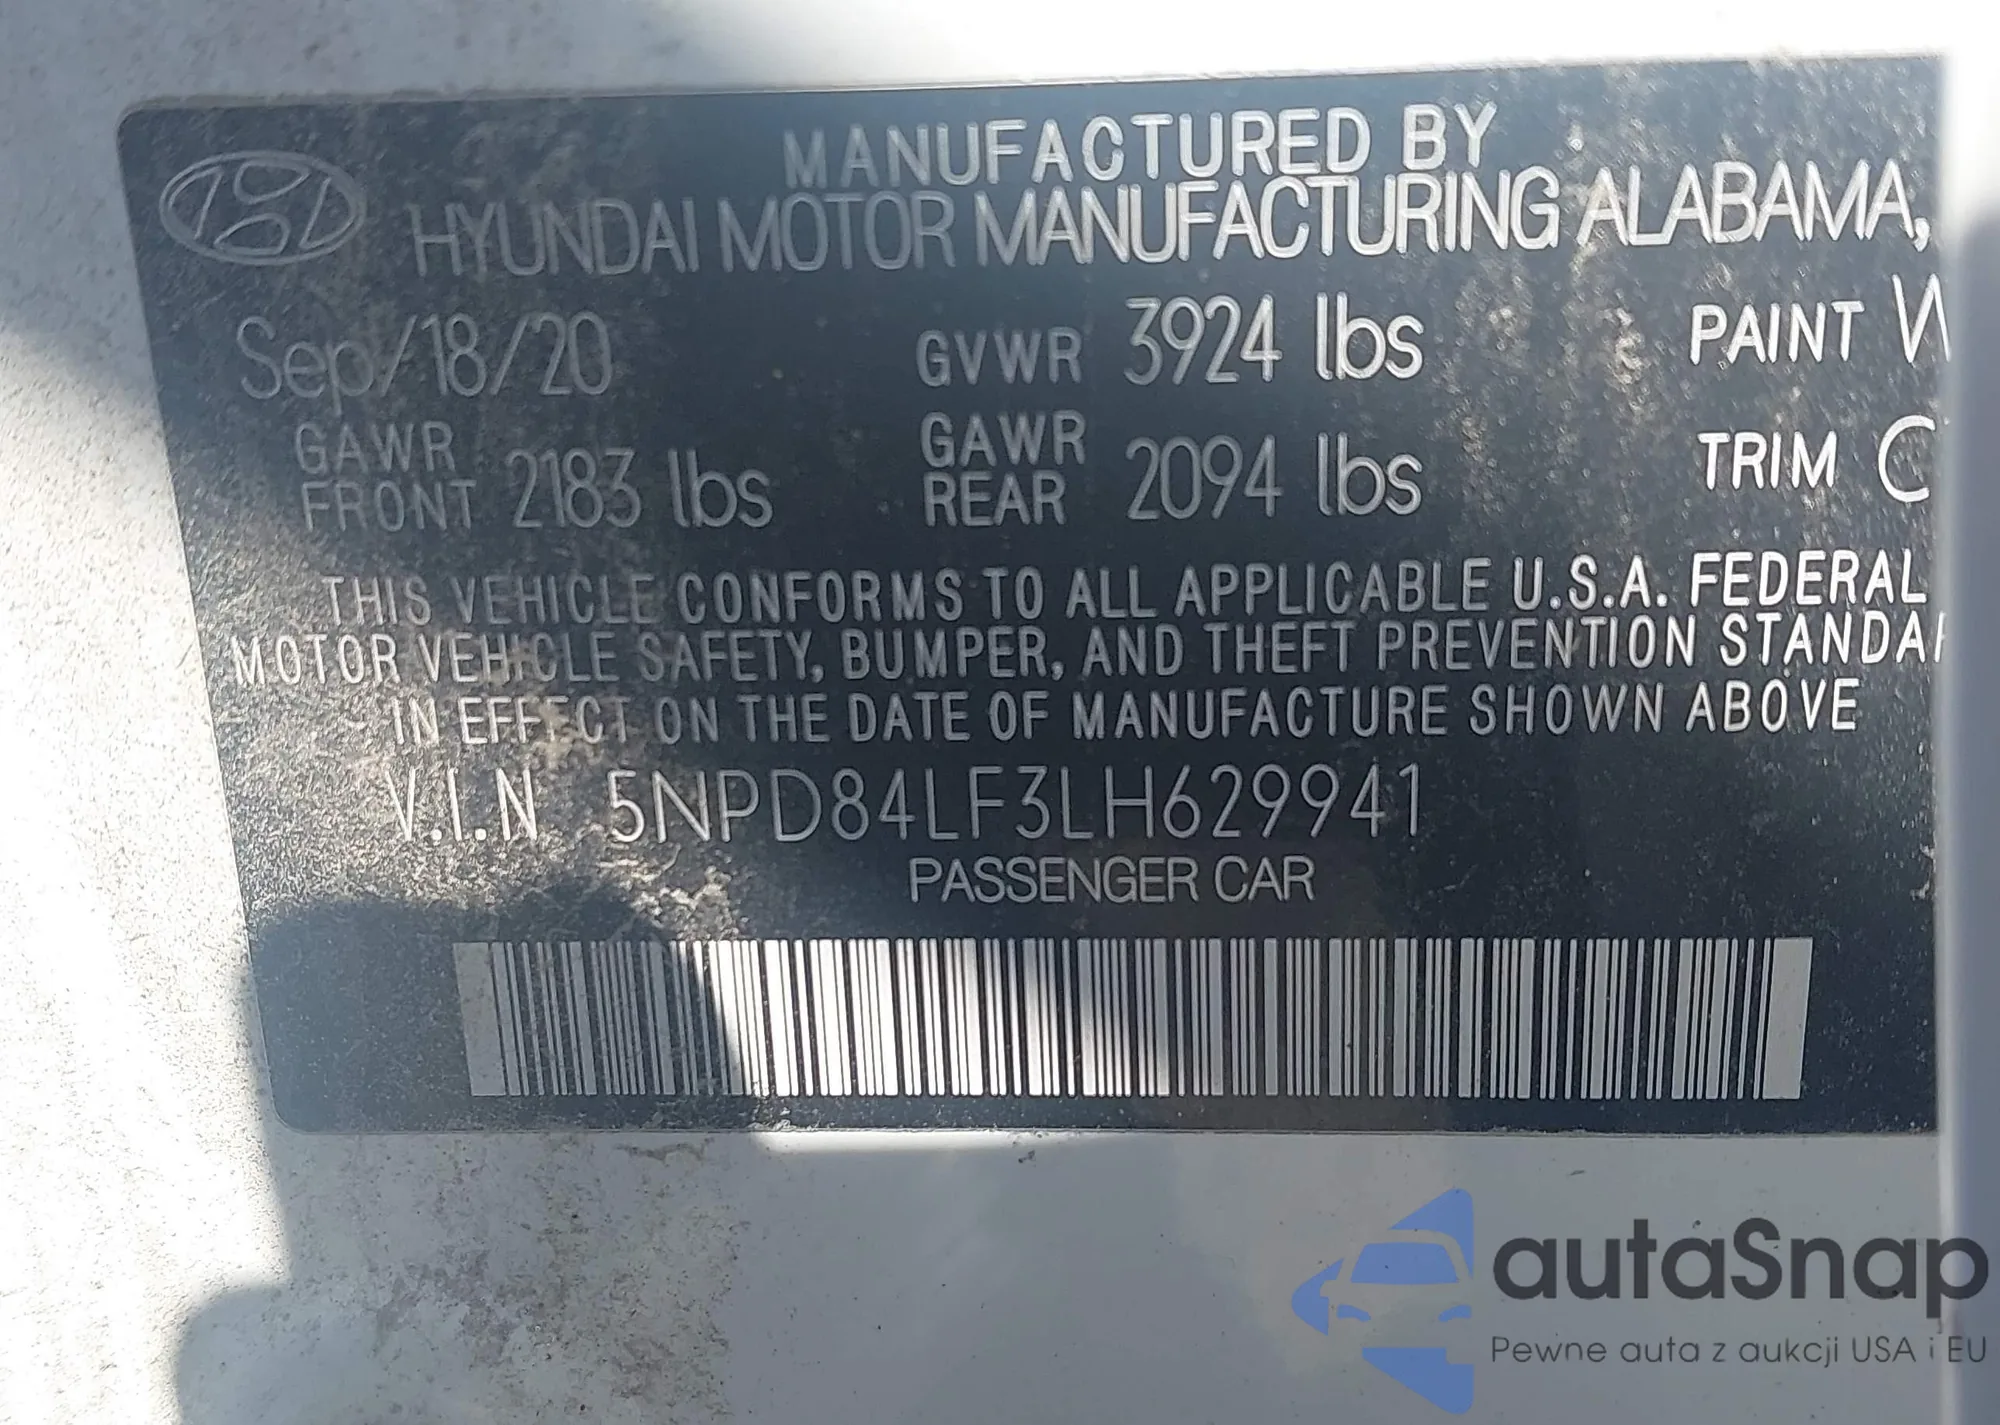 MANUFACTURED BY
HYUNDAI MOTOR MANUFACTURING ALABAMA,
Sep/18/20 GVWR 3924 lbs PAINT W
GAWR FRONT 2183 lbs GAWR REAR 2094 lbs TRIM
THIS VEHICLE CONFORMS TO ALL APPLICABLE U.S.A. FEDERAL
MOTOR VEHICLE SAFETY, BUMPER, AND THEFT PREVENTION STANDA
IN EFFECT ON THE DATE OF MANUFACTURE SHOWN ABOVE
V.I.N 5NPD84LF3LH629941
PASSENGER CAR
autaSnap
Pewne auta z aukcji USA i EU